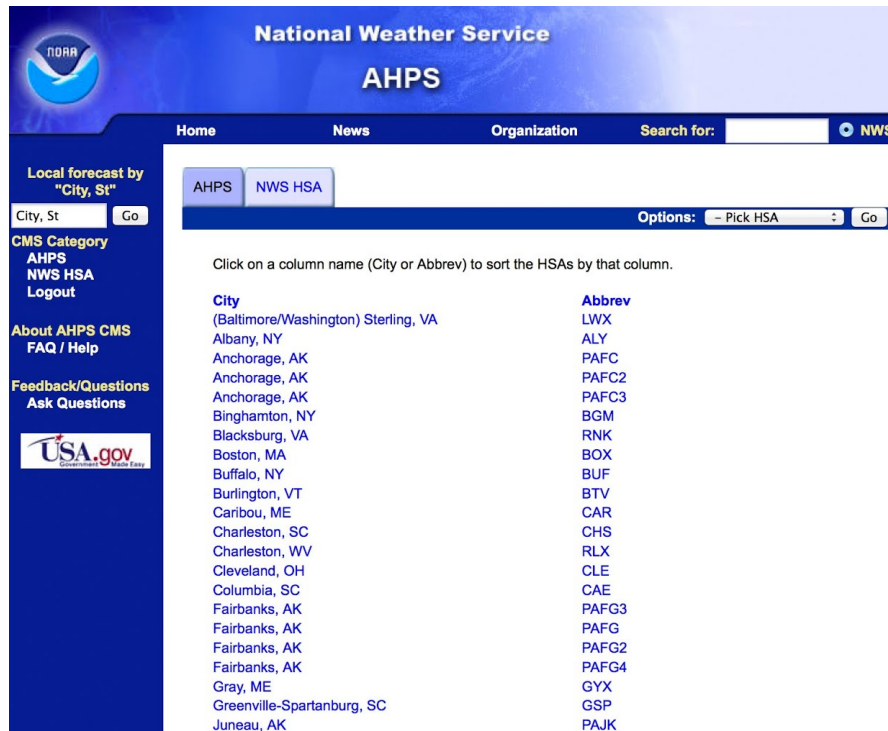 NOAA
National Weather Service
AHPS
Home News Organization Search for: NWS
Local forecast by
"City, St"
City, St Go
CMS Category
AHPS
NWS HSA
Logout
About AHPS CMS
FAQ / Help
Feedback/Questions
Ask Questions
USA.gov
Government Made Easy
AHPS NWS HSA
Options: – Pick HSA Go
Click on a column name (City or Abbrev) to sort the HSAs by that column.
City Abbrev
(Baltimore/Washington) Sterling, VA LWX
Albany, NY ALY
Anchorage, AK PAFC
Anchorage, AK PAFC2
Anchorage, AK PAFC3
Binghamton, NY BGM
Blacksburg, VA RNK
Boston, MA BOX
Buffalo, NY BUF
Burlington, VT BTV
Caribou, ME CAR
Charleston, SC CHS
Charleston, WV RLX
Cleveland, OH CLE
Columbia, SC CAE
Fairbanks, AK PAFG3
Fairbanks, AK PAFG
Fairbanks, AK PAFG2
Fairbanks, AK PAFG4
Gray, ME GYX
Greenville-Spartanburg, SC GSP
Juneau, AK PAJK